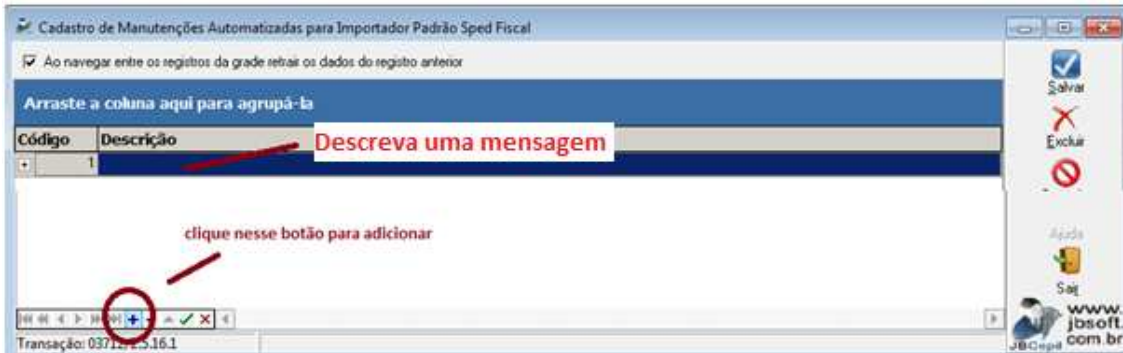 Cadastro de Manutenções Automatizadas para Importador Padrão Sped Fiscal
Ao navegar entre os registros da grade retrair os dados do registro anterior
Salvar
Arraste a coluna aqui para agrupá-la
Código Descrição
Descreva uma mensagem
Excluir
1
clique nesse botão para adicionar
Ajuda
Sair
www.
jbsoft.
com.br
JBCepil
Transação: